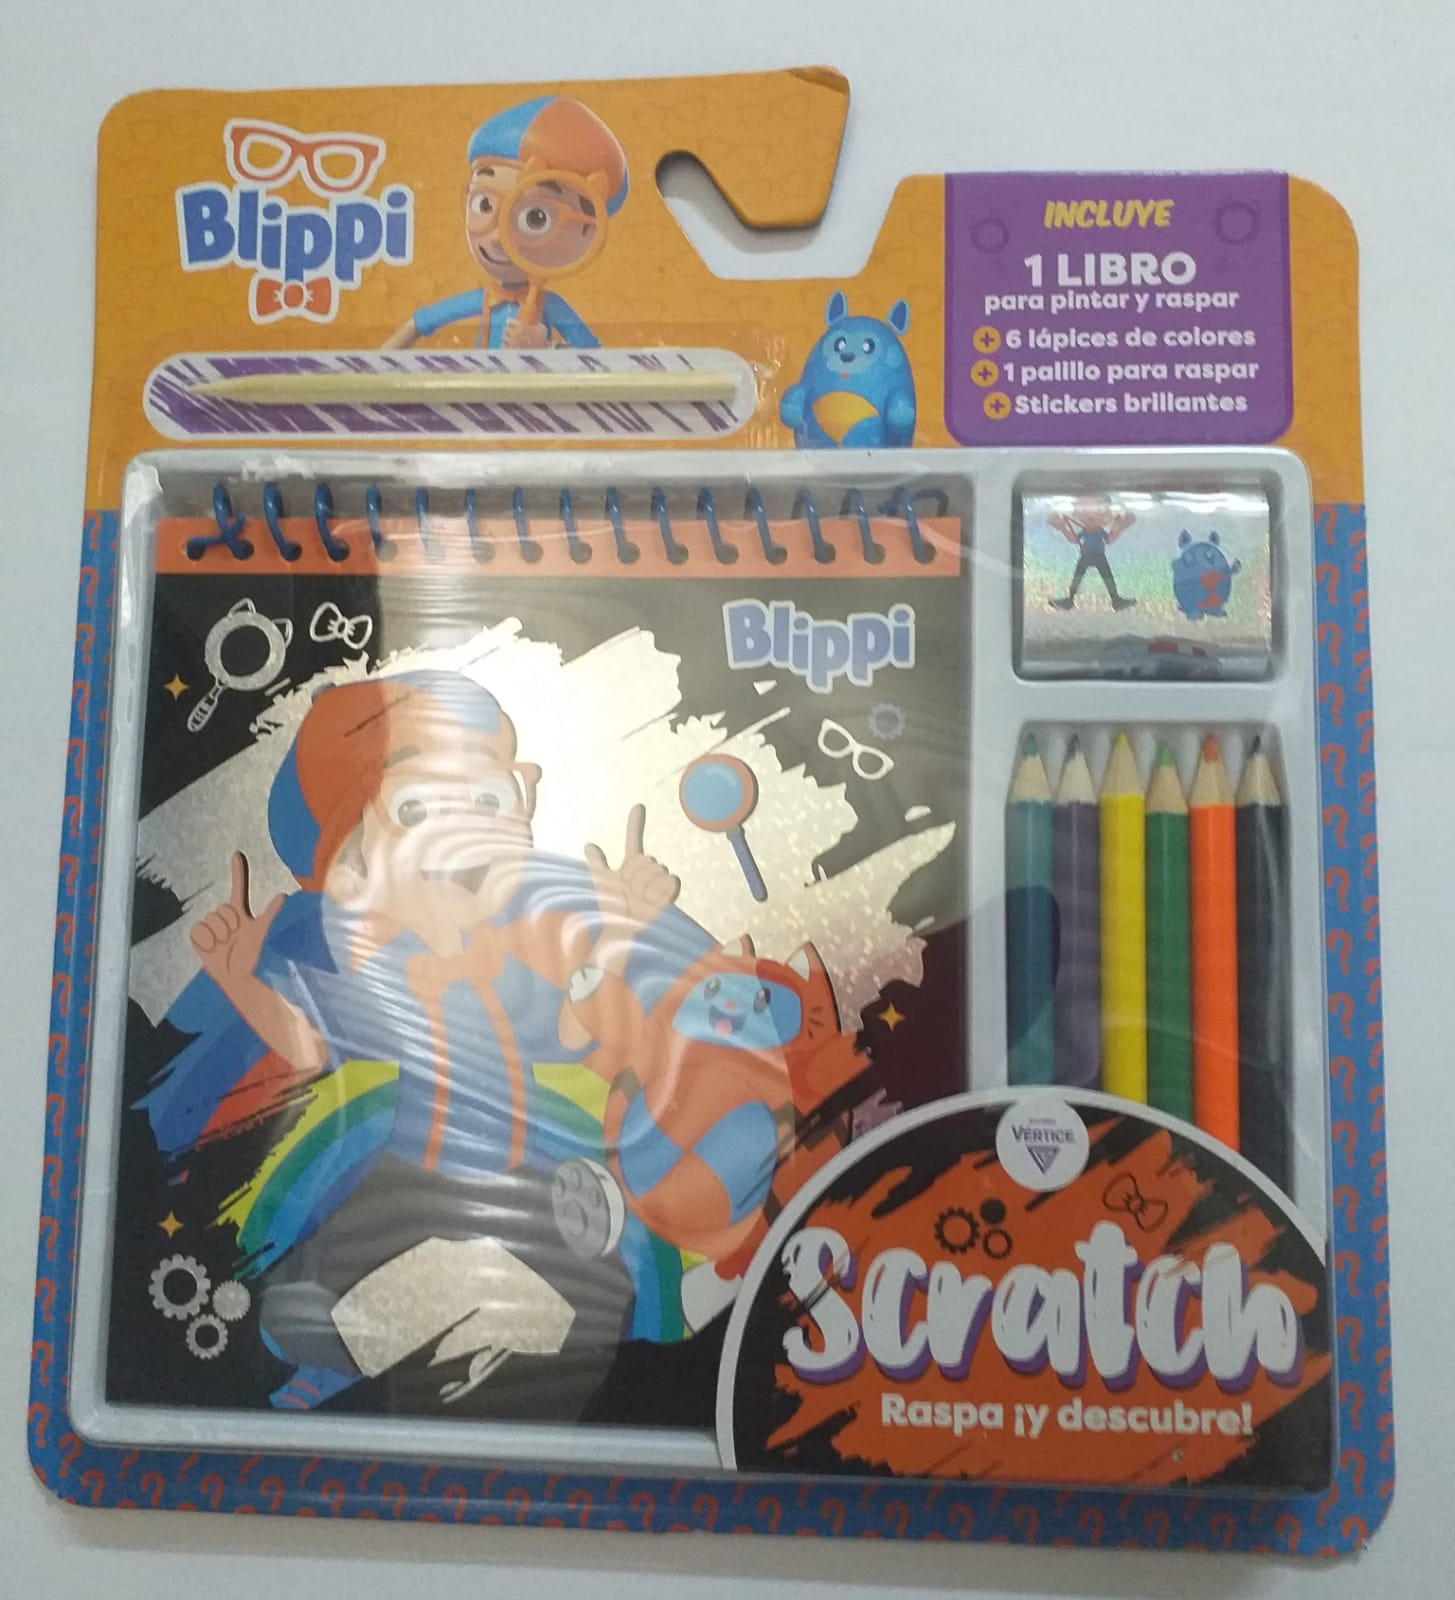 Blippi
INCLUYE
1 LIBRO
para pintar y raspar
+ 6 lápices de colores
+ 1 palillo para raspar
+ Stickers brillantes
Blippi
VÉRTICE
Scratch
Raspa ¡y descubre!